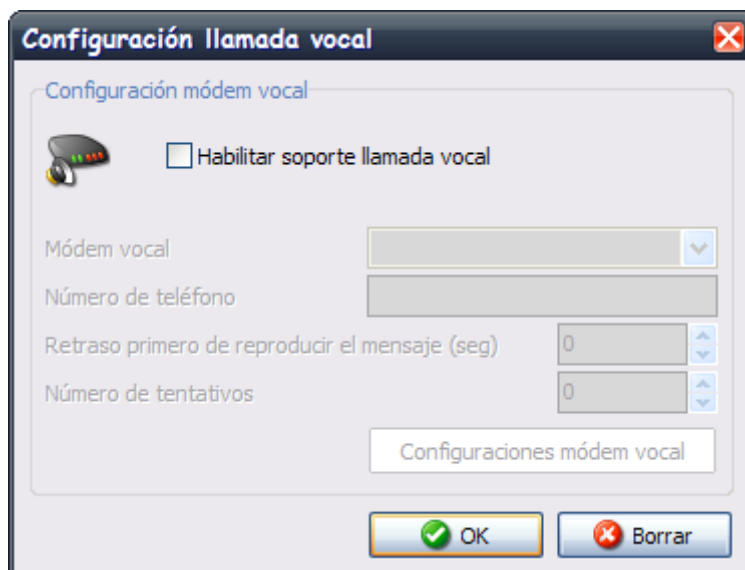 Configuración llamada vocal
Configuración módem vocal
Habilitar soporte llamada vocal
Módem vocal
Número de teléfono
Retraso primero de reproducir el mensaje (seg) 0
Número de tentativos 0
Configuraciones módem vocal
OK Borrar